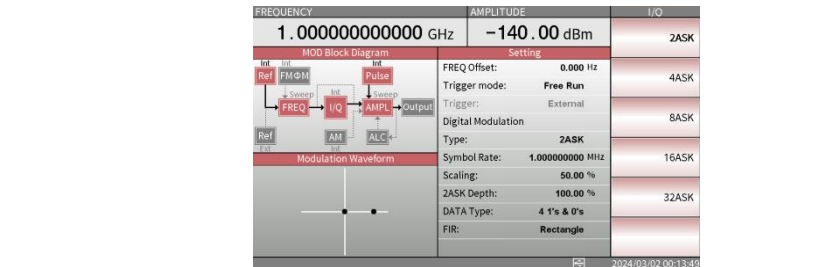 FREQUENCY AMPLITUDE I/Q
1.000000000000 GHz -140.00 dBm
2ASK
MOD Block Diagram Setting
Int Int Int
Ref FMΦM Pulse
Sweep Int Sweep
FREQ I/Q AMPL Output
Ref AM ALC
Ext Int
FREQ Offset: 0.000 Hz
Trigger mode: Free Run
4ASK
Trigger: External
Digital Modulation
8ASK
Type: 2ASK
Modulation Waveform
Symbol Rate: 1.000000000 MHz
16ASK
Scaling: 50.00 %
2ASK Depth: 100.00 %
32ASK
DATA Type: 4 1's & 0's
FIR: Rectangle
2024/03/02 00:13:49